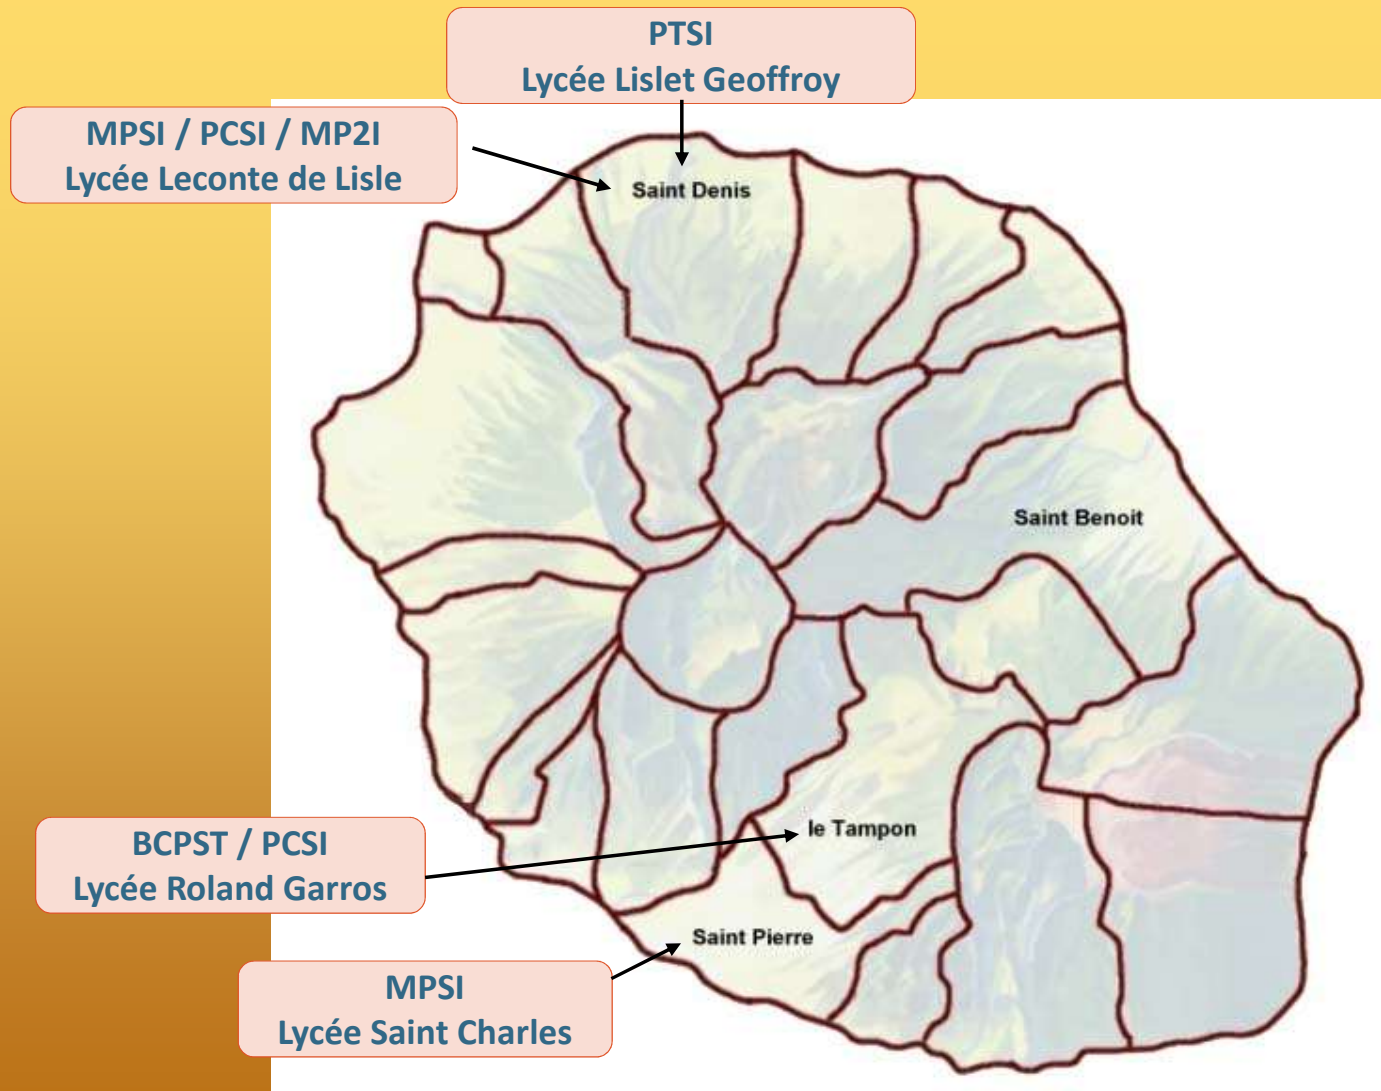 PTSI
Lycée Lislet Geoffroy
MPSI / PCSI / MP2I
Lycée Leconte de Lisle
Saint Denis
Saint Benoit
BCPST / PCSI
Lycée Roland Garros
le Tampon
Saint Pierre
MPSI
Lycée Saint Charles